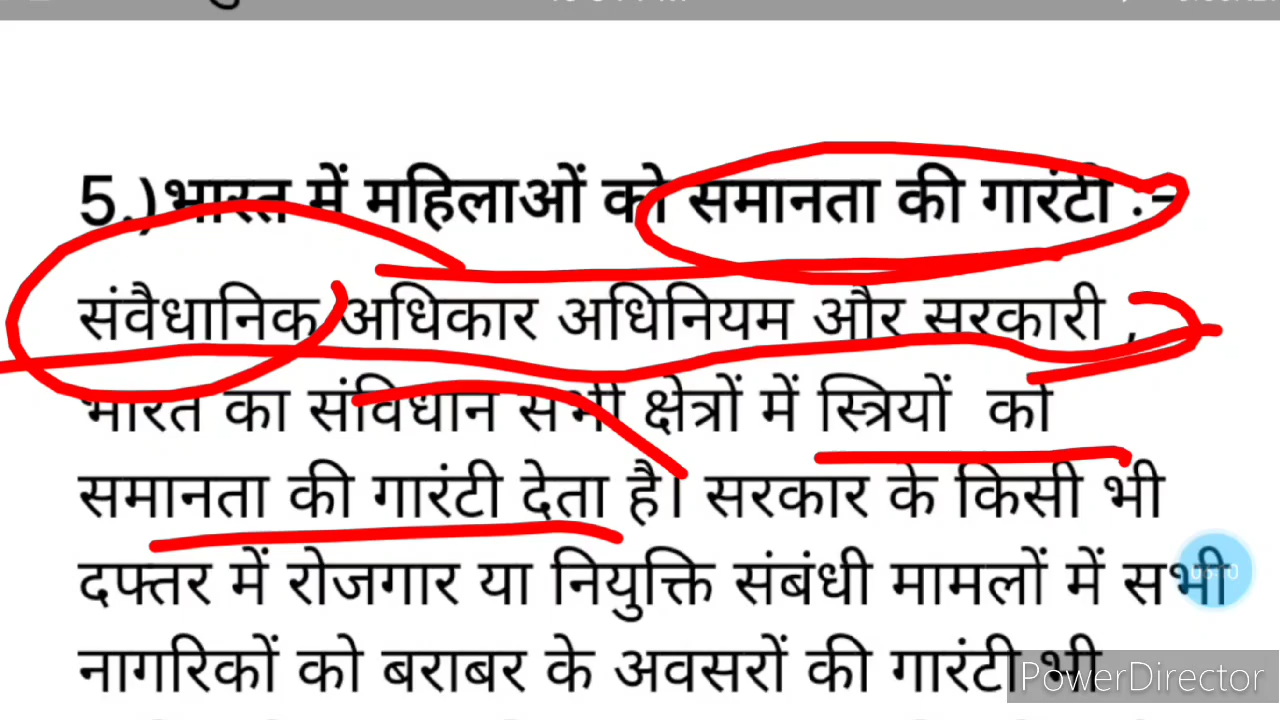 5.)भारत में महिलाओं को समानता की गारंटी :-
संवैधानिक अधिकार अधिनियम और सरकारी ,
भारत का संविधान सभी क्षेत्रों में स्त्रियों को
समानता की गारंटी देता है। सरकार के किसी भी
दफ्तर में रोजगार या नियुक्ति संबंधी मामलों में सभी
नागरिकों को बराबर के अवसरों की गारंटी भी
PowerDirector